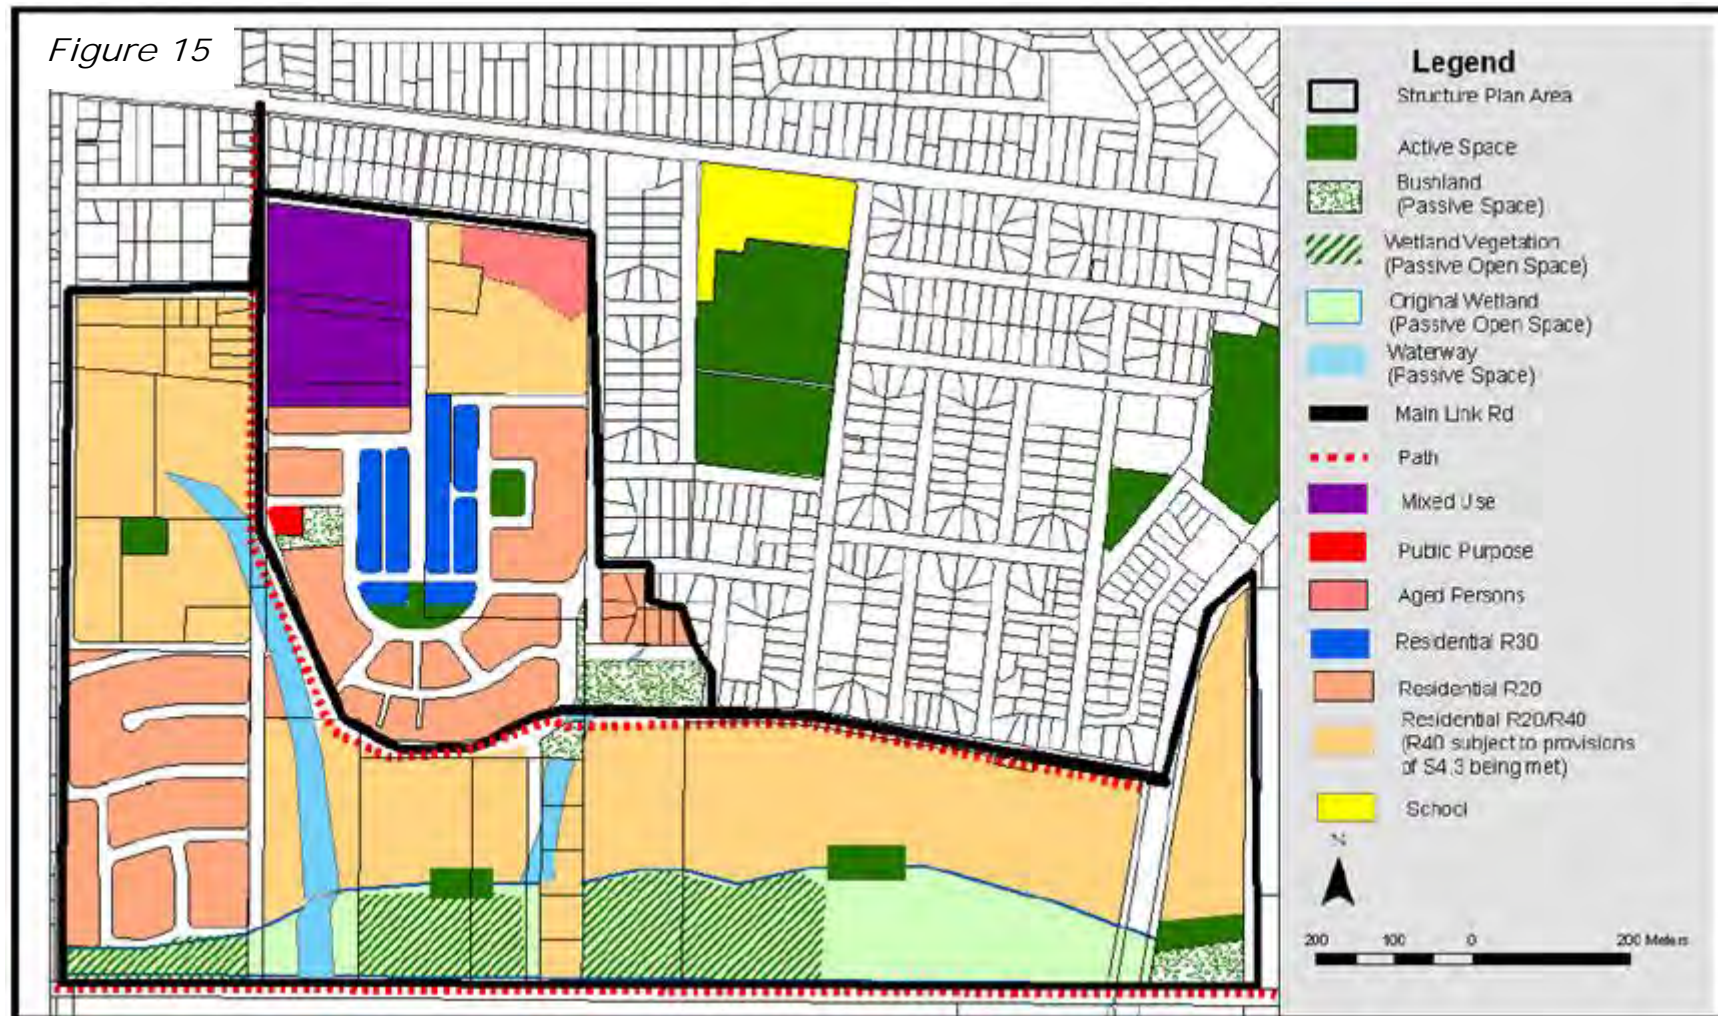 Figure 15
Legend
Structure Plan Area
Active Space
Bushland
(Passive Space)
Wetland Vegetation
(Passive Open Space)
Original Wetland
(Passive Open Space)
Waterway
(Passive Space)
Main Link Rd
Path
Mixed Use
Public Purpose
Aged Persons
Residential R30
Residential R20
Residential R20/R40
(R40 subject to provisions
of S4.3 being met)
School
N
200 100 0 200 Meters